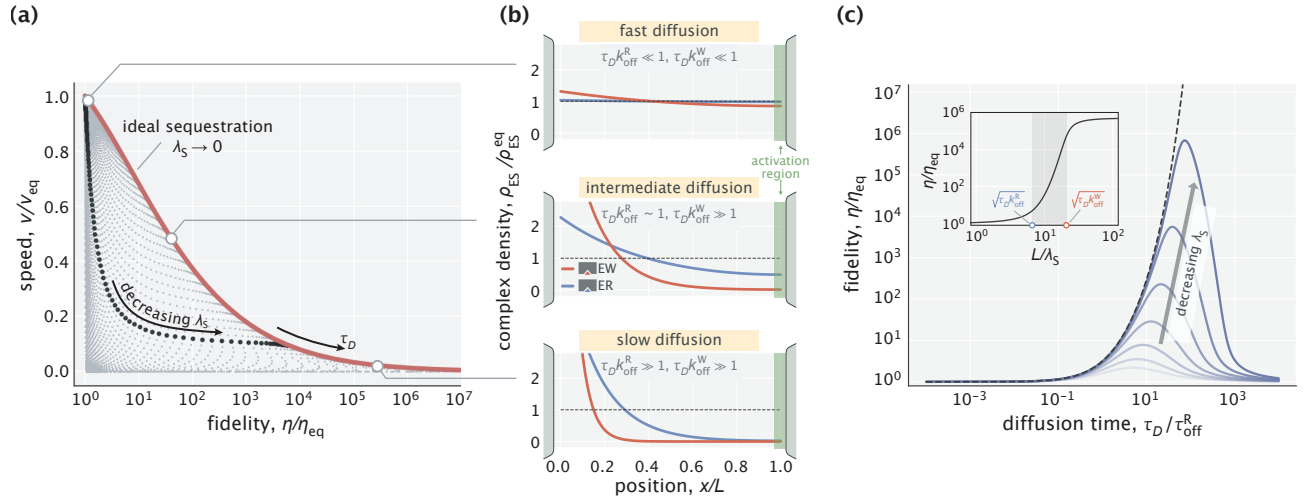 (a)
speed, v/v_eq
1.0
0.8
0.6
0.4
0.2
0.0
ideal sequestration
λ_S → 0
decreasing λ_S
τ_D
10^0 10^1 10^2 10^3 10^4 10^5 10^6 10^7
fidelity, η/η_eq
(b)
complex density, ρ_ES/ρ_ES^eq
fast diffusion
τ_D k_off^R ≪ 1, τ_D k_off^W ≪ 1
2
1
0
activation
region
intermediate diffusion
τ_D k_off^R ~ 1, τ_D k_off^W ≫ 1
2
1
0
EW
ER
slow diffusion
τ_D k_off^R ≫ 1, τ_D k_off^W ≫ 1
2
1
0
0.0 0.2 0.4 0.6 0.8 1.0
position, x/L
(c)
fidelity, η/η_eq
10^7
10^6
10^5
10^4
10^3
10^2
10^1
10^0
η/η_eq
10^6
10^4
10^2
10^0
√τ_D k_off^R
√τ_D k_off^W
10^0 10^1 10^2
L/λ_S
decreasing λ_S
10^−3 10^−1 10^1 10^3
diffusion time, τ_D/τ_off^R